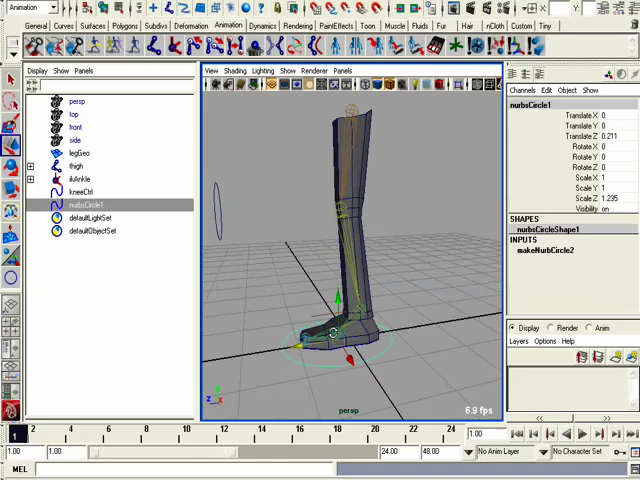 Animation
General Curves Surfaces Polygons Subdivs Deformation Animation Dynamics Rendering PaintEffects Toon Muscle Fluids Fur Hair nCloth Custom Tiny
Display Show Panels
persp
top
front
side
legGeo
thigh
ikAnkle
kneeCtrl
nurbsCircle1
defaultLightSet
defaultObjectSet
View Shading Lighting Show Renderer Panels
persp
6.9 fps
Channels Edit Object Show
nurbsCircle1
Translate X 0
Translate Y 0
Translate Z 0.211
Rotate X 0
Rotate Y 0
Rotate Z 0
Scale X 1
Scale Y 1
Scale Z 1.235
Visibility on
SHAPES
nurbsCircleShape1
INPUTS
makeNurbCircle2
Display Render Anim
Layers Options Help
2 4 6 8 10 12 14 16 18 20 22 24
1.00
1.00 1.00 24.00 48.00 No Anim Layer No Character Set
MEL